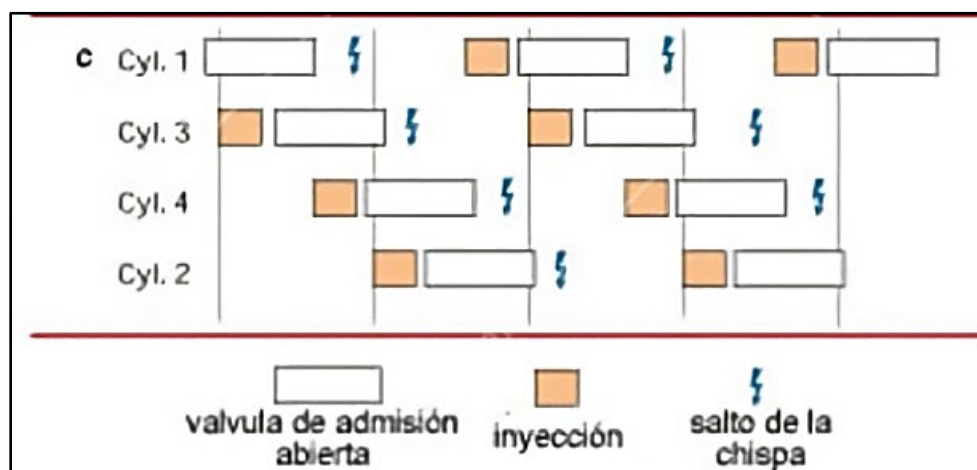 c Cyl. 1
Cyl. 3
Cyl. 4
Cyl. 2
valvula de admisión
abierta
inyección
salto de la
chispa